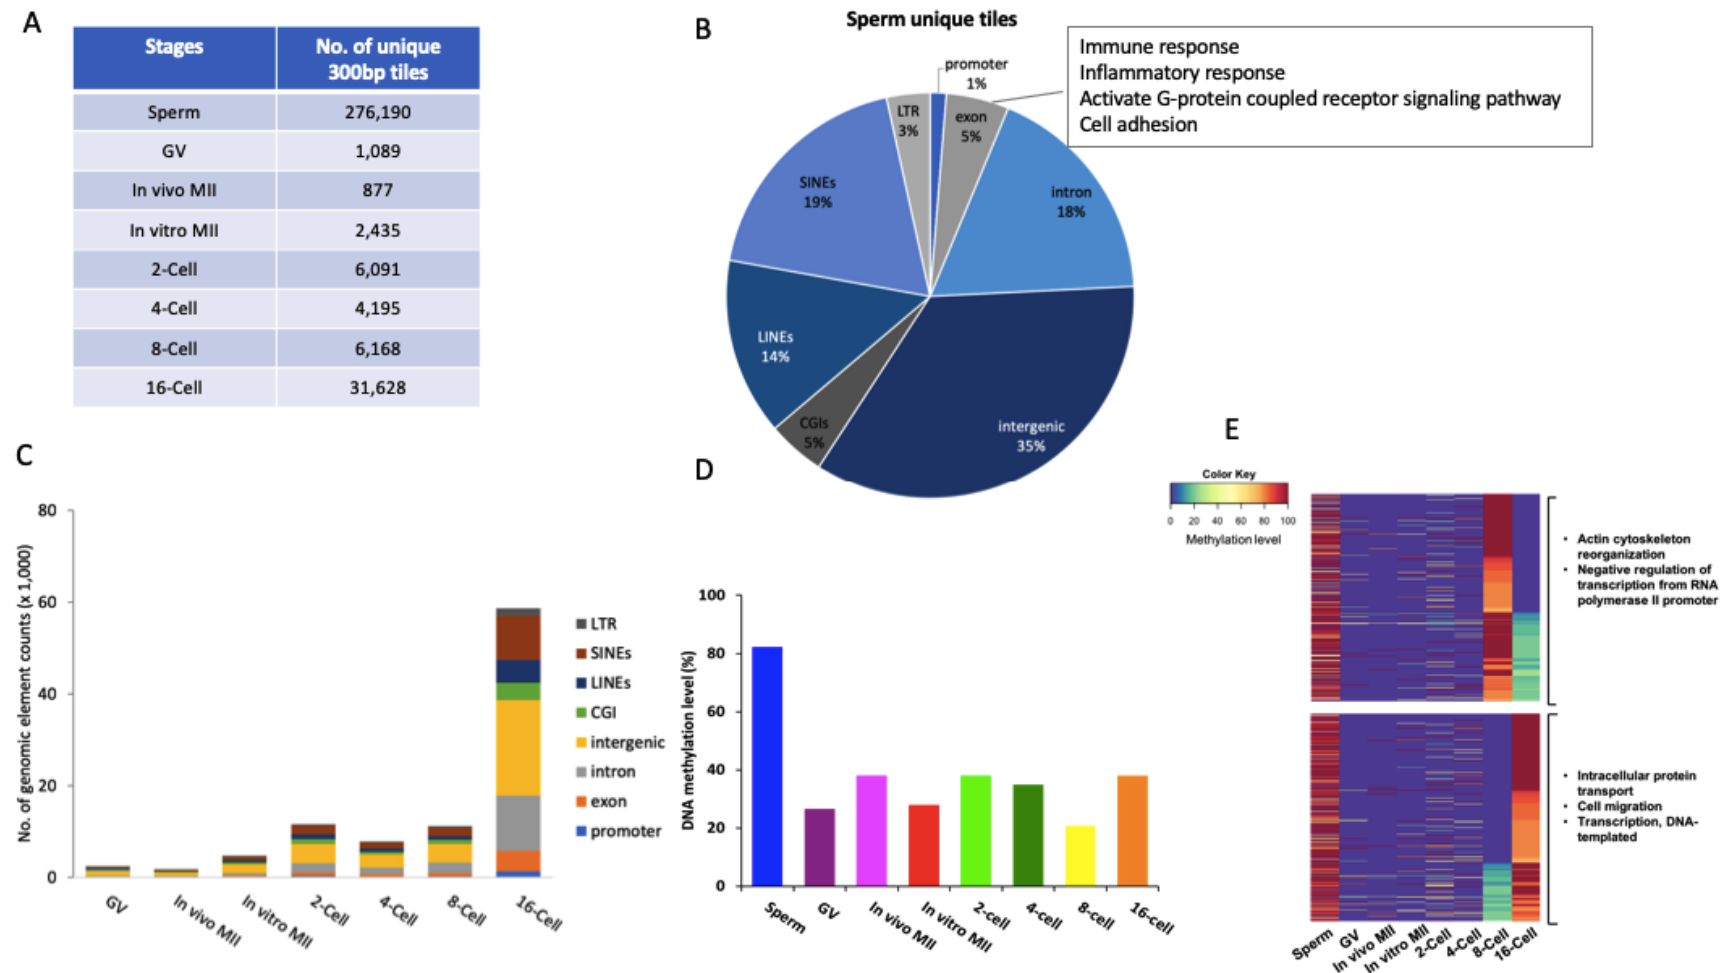 A
Stages
No. of unique
300bp tiles
Sperm
276,190
GV
1,089
In vivo MII
877
In vitro MII
2,435
2-Cell
6,091
4-Cell
4,195
8-Cell
6,168
16-Cell
31,628
B
Sperm unique tiles
promoter
1%
exon
5%
intron
18%
intergenic
35%
CGIs
5%
LINEs
14%
SINEs
19%
LTR
3%
Immune response
Inflammatory response
Activate G-protein coupled receptor signaling pathway
Cell adhesion
C
No. of genomic element counts (x 1,000)
80
60
40
20
0
GV
In vivo MII
In vitro MII
2-Cell
4-Cell
8-Cell
16-Cell
LTR
SINEs
LINEs
CGI
intergenic
intron
exon
promoter
D
DNA methylation level (%)
100
80
60
40
20
0
Sperm
GV
In vivo MII
In vitro MII
2-cell
4-cell
8-cell
16-cell
E
Color Key
0 20 40 60 80 100
Methylation level
• Actin cytoskeleton
reorganization
• Negative regulation of
transcription from RNA
polymerase II promoter
• Intracellular protein
transport
• Cell migration
• Transcription, DNA-
templated
Sperm
GV
In vivo MII
In vitro MII
2-Cell
4-Cell
8-Cell
16-Cell